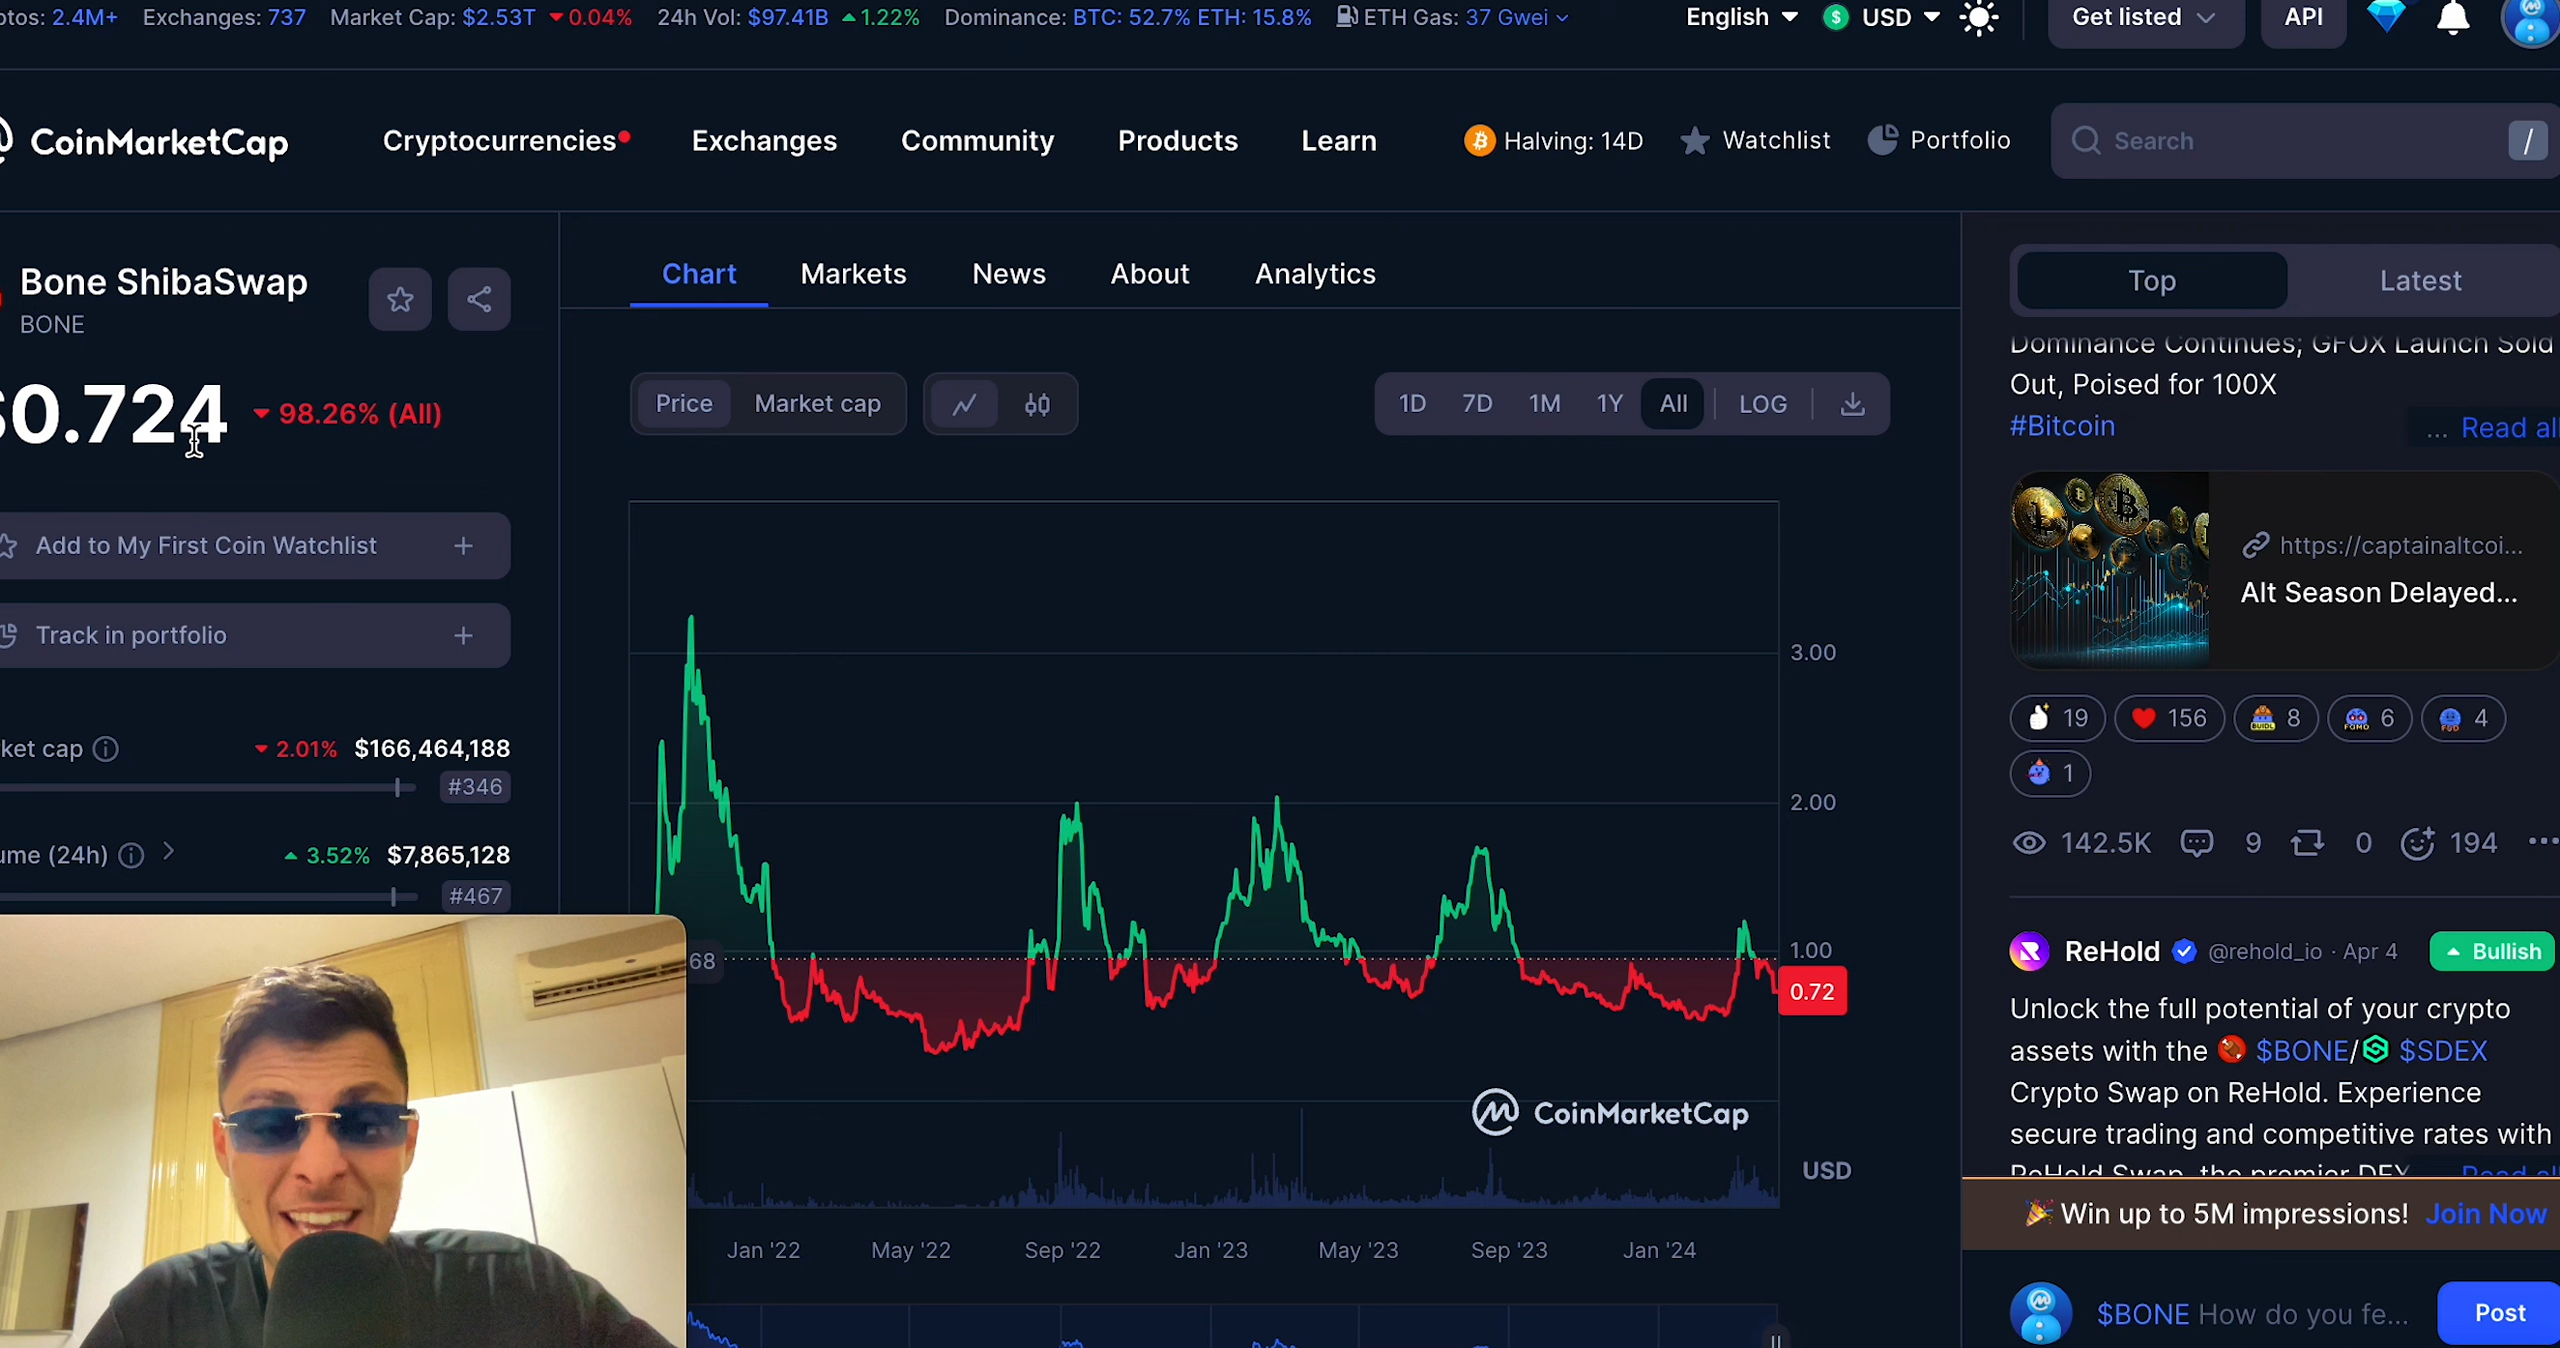 ptos: 2.4M+ Exchanges: 737 Market Cap: $2.53T 0.04% 24h Vol: $97.41B 1.22% Dominance: BTC: 52.7% ETH: 15.8% ETH Gas: 37 Gwei English $ USD Get listed API
CoinMarketCap Cryptocurrencies Exchanges Community Products Learn Halving: 14D Watchlist Portfolio Search /
Bone ShibaSwap
BONE
$0.724 98.26% (All)
Add to My First Coin Watchlist +
Track in portfolio +
ket cap 2.01% $166,464,188
#346
ume (24h) 3.52% $7,865,128
#467
Chart Markets News About Analytics
Price Market cap 1D 7D 1M 1Y All LOG
3.00
2.00
1.00
68
0.72
CoinMarketCap
USD
Jan '22 May '22 Sep '22 Jan '23 May '23 Sep '23 Jan '24
Top Latest
Dominance Continues; GFOX Launch Sold
Out, Poised for 100X
#Bitcoin ... Read all
https://captainaltcoi...
Alt Season Delayed...
19 156 8 6 4
1
142.5K 9 0 194
ReHold @rehold_io · Apr 4 Bullish
Unlock the full potential of your crypto
assets with the $BONE/ $SDEX
Crypto Swap on ReHold. Experience
secure trading and competitive rates with
ReHold Swap, the premier DEX Read all
Win up to 5M impressions! Join Now
$BONE How do you fe... Post